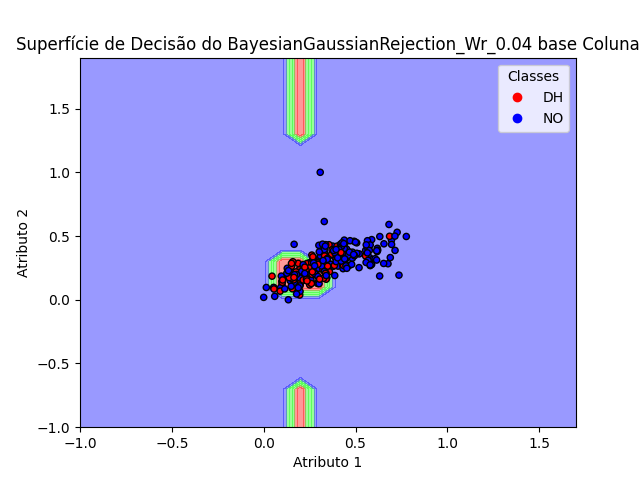 Superfície de Decisão do BayesianGaussianRejection_Wr_0.04 base Coluna
Classes
DH
NO
Atributo 2
1.5
1.0
0.5
0.0
−0.5
−1.0
−1.0 −0.5 0.0 0.5 1.0 1.5
Atributo 1